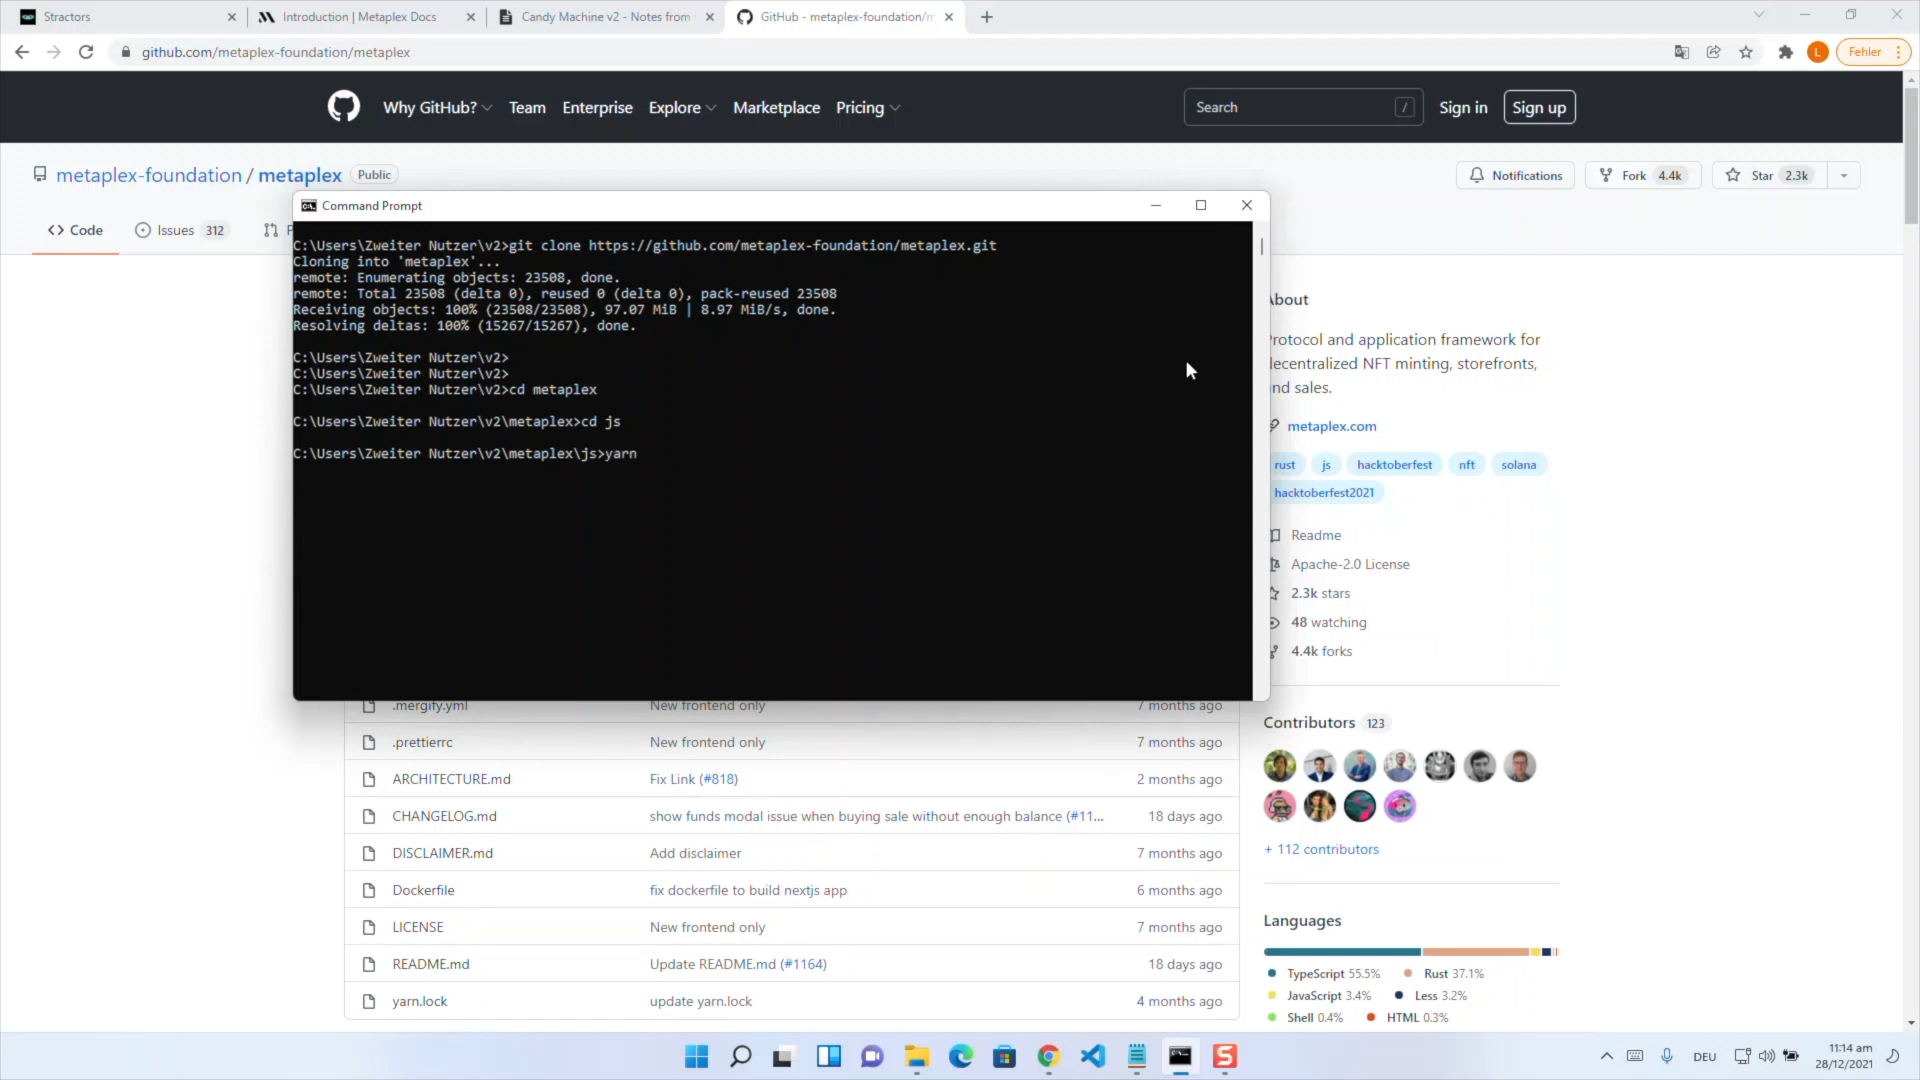 Stractors
Introduction | Metaplex Docs
Candy Machine v2 - Notes from
GitHub - metaplex-foundation/m
github.com/metaplex-foundation/metaplex
L
Fehler
Why GitHub?
Team
Enterprise
Explore
Marketplace
Pricing
Search
/
Sign in
Sign up
metaplex-foundation / metaplex
Public
Notifications
Fork 4.4k
Star 2.3k
Code
Issues 312
P
Command Prompt
C:\Users\Zweiter Nutzer\v2>git clone https://github.com/metaplex-foundation/metaplex.git
Cloning into 'metaplex'...
remote: Enumerating objects: 23508, done.
remote: Total 23508 (delta 0), reused 0 (delta 0), pack-reused 23508
Receiving objects: 100% (23508/23508), 97.07 MiB | 8.97 MiB/s, done.
Resolving deltas: 100% (15267/15267), done.
C:\Users\Zweiter Nutzer\v2>
C:\Users\Zweiter Nutzer\v2>
C:\Users\Zweiter Nutzer\v2>cd metaplex
C:\Users\Zweiter Nutzer\v2\metaplex>cd js
C:\Users\Zweiter Nutzer\v2\metaplex\js>yarn
About
Protocol and application framework for
decentralized NFT minting, storefronts,
and sales.
metaplex.com
rust js hacktoberfest nft solana
hacktoberfest2021
Readme
Apache-2.0 License
2.3k stars
48 watching
4.4k forks
.mergify.yml New frontend only 7 months ago
.prettierrc New frontend only 7 months ago
ARCHITECTURE.md Fix Link (#818) 2 months ago
CHANGELOG.md show funds modal issue when buying sale without enough balance (#11... 18 days ago
DISCLAIMER.md Add disclaimer 7 months ago
Dockerfile fix dockerfile to build nextjs app 6 months ago
LICENSE New frontend only 7 months ago
README.md Update README.md (#1164) 18 days ago
yarn.lock update yarn.lock 4 months ago
Contributors 123
+ 112 contributors
Languages
TypeScript 55.5% Rust 37.1%
JavaScript 3.4% Less 3.2%
Shell 0.4% HTML 0.3%
DEU
11:14 am
28/12/2021